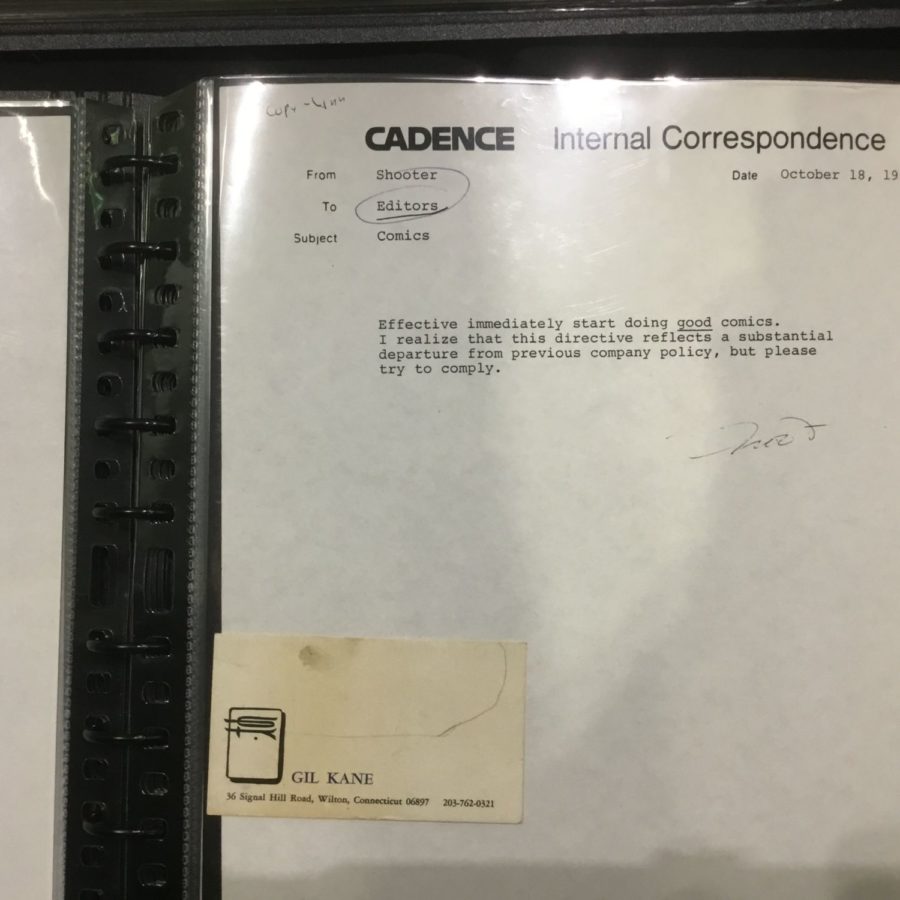 Copy - Lynn
CADENCE Internal Correspondence
From Shooter Date October 18, 19
To Editors
Subject Comics
Effective immediately start doing good comics.
I realize that this directive reflects a substantial
departure from previous company policy, but please
try to comply.
GIL KANE
36 Signal Hill Road, Wilton, Connecticut 06897 203-762-0321